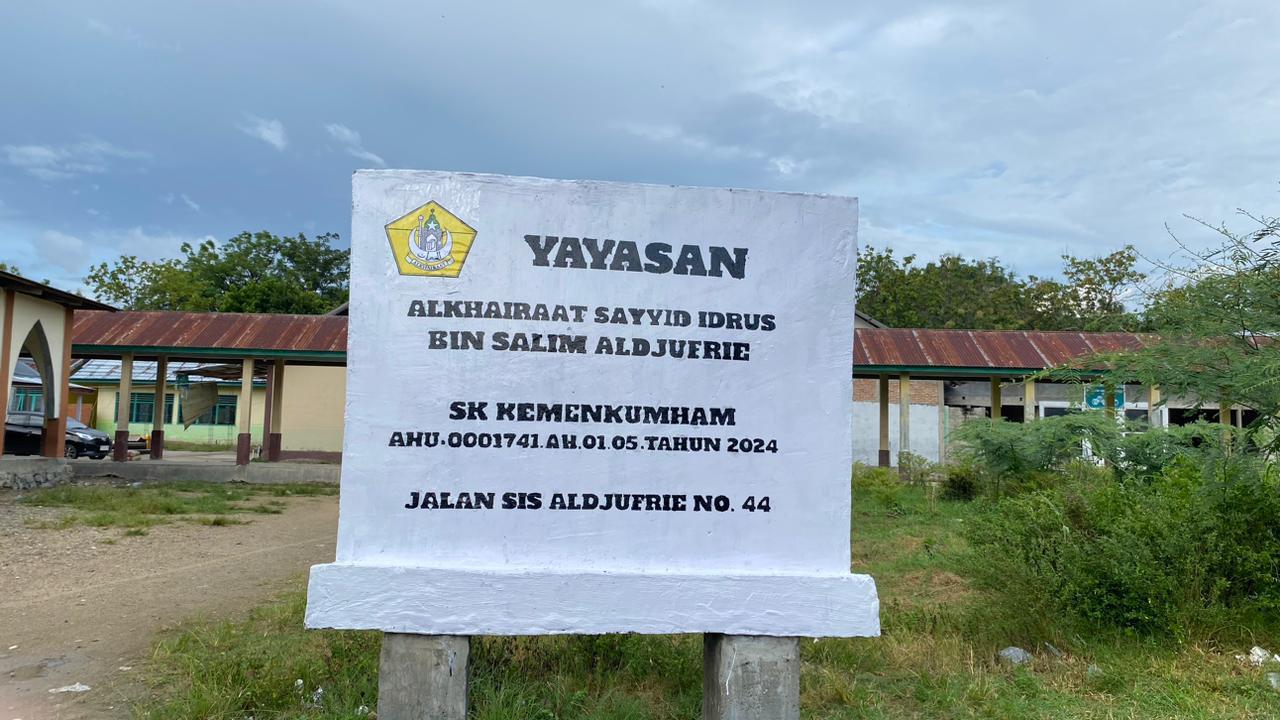 YAYASAN
ALKHAIRAAT SAYYID IDRUS
BIN SALIM ALDJUFRIE
SK KEMENKUMHAM
AHU.0001741.AH.01.05.TAHUN 2024
JALAN SIS ALDJUFRIE NO. 44